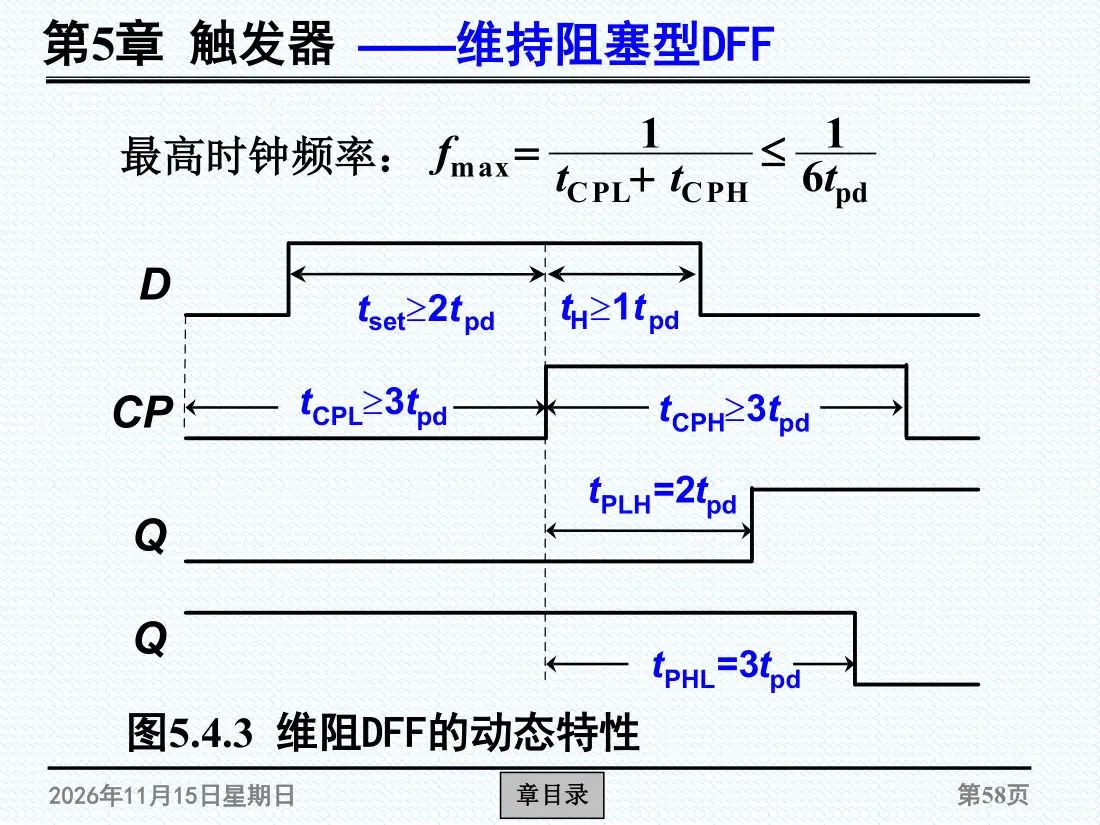 第5章 触发器 ——维持阻塞型DFF
最高时钟频率： fmax = 1 / (tCPL + tCPH) ≤ 1 / 6tpd
D
tset≥2tpd
tH≥1tpd
CP
tCPL≥3tpd
tCPH≥3tpd
tPLH=2tpd
Q
Q
tPHL=3tpd
图5.4.3 维阻DFF的动态特性
2026年11月15日星期日
章目录
第58页